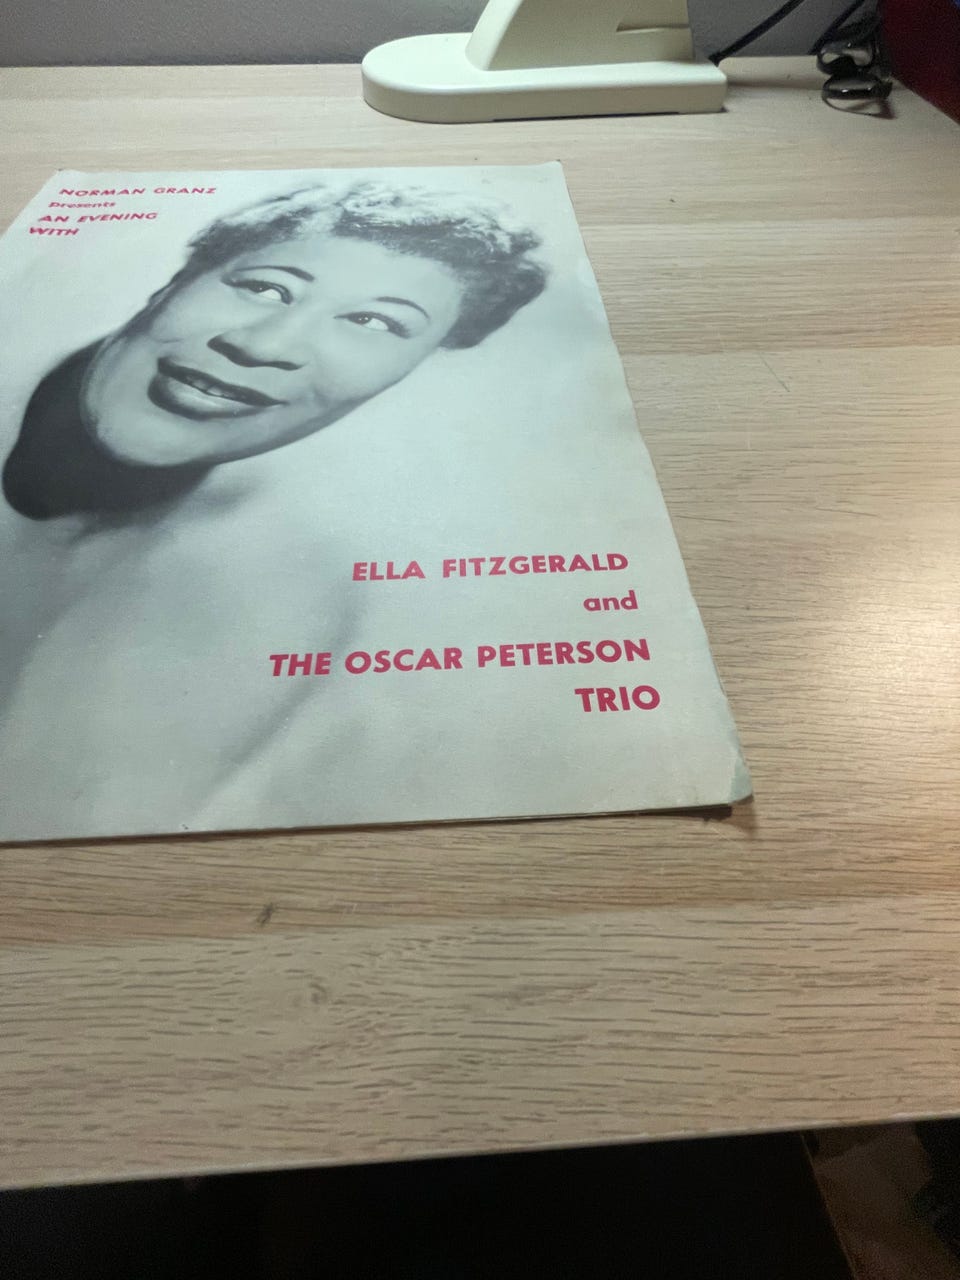 NORMAN GRANZ
presents
AN EVENING
WITH
ELLA FITZGERALD
and
THE OSCAR PETERSON
TRIO